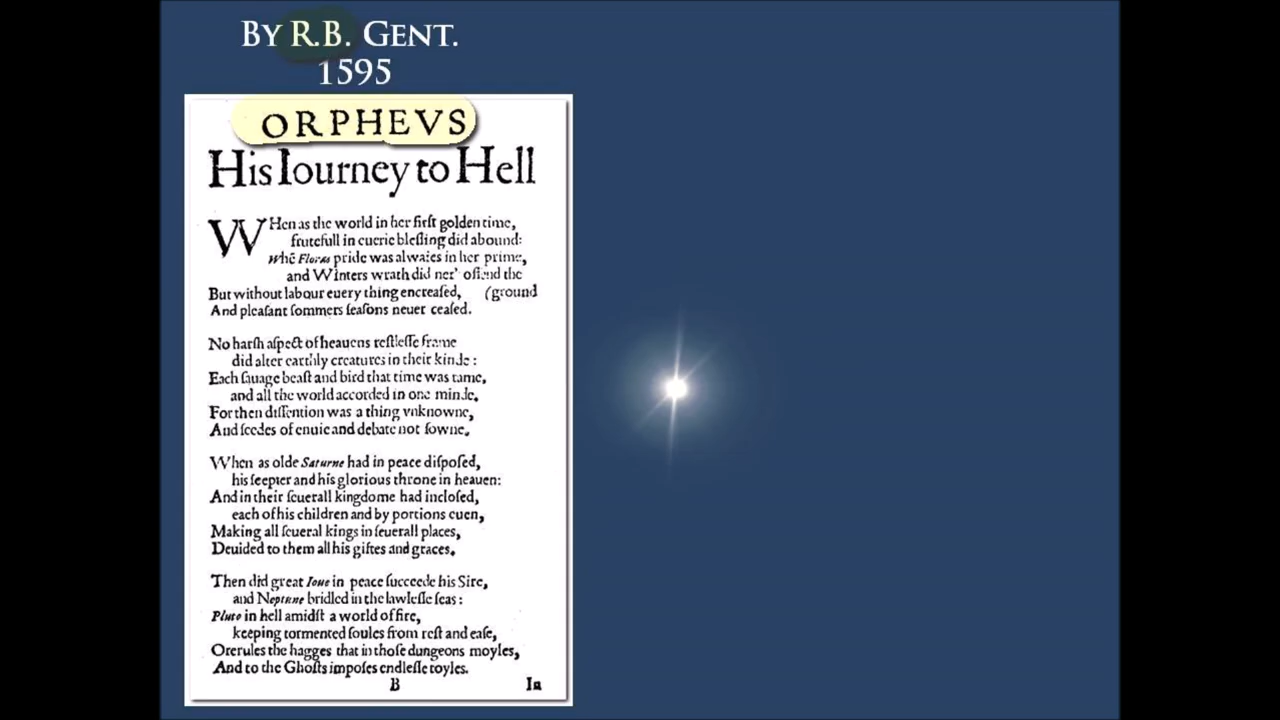 BY R.B. GENT.
1595
ORPHEVS
His Iourney to Hell
WHen as the world in her firſt golden time,
frutefull in euerie bleſſing did abound:
whē Floras pride was alwaies in her prime,
and Winters wrath did ner' offend the
But without labour euery thing encreaſed, (ground
And pleaſant ſommers ſeaſons neuer ceaſed.
No harſh aſpect of heauens reſtleſſe frame
did alter earthly creatures in their kinde:
Each ſauage beaſt and bird that time was tame,
and all the world accorded in one minde,
For then diſſention was a thing vnknowne,
And ſeedes of enuie and debate not ſowne,
When as olde Saturne had in peace diſpoſed,
his ſcepter and his glorious throne in heauen:
And in their ſeuerall kingdome had incloſed,
each of his children and by portions euen,
Making all ſeueral kings in ſeuerall places,
Deuided to them all his giftes and graces.
Then did great Ioue in peace ſucceede his Sire,
and Neptune bridled in the lawleſſe ſeas:
Pluto in hell amidſt a world of fire,
keeping tormented ſoules from reſt and eaſe,
Orerules the hagges that in thoſe dungeons moyles,
And to the Ghoſts impoſes endleſſe toyles.
B In